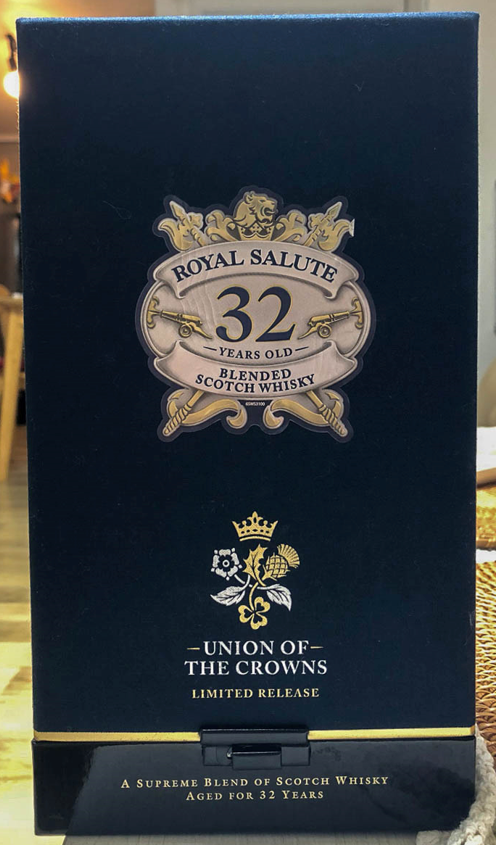 ROYAL SALUTE
32
YEARS OLD
BLENDED
SCOTCH WHISKY
UNION OF
THE CROWNS
LIMITED RELEASE
A SUPREME BLEND OF SCOTCH WHISKY
AGED FOR 32 YEARS